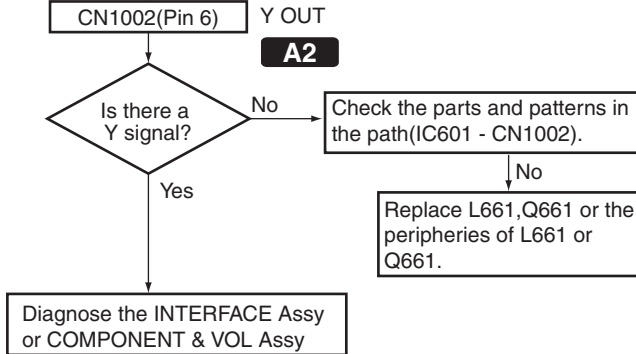 CN1002(Pin 6) Y OUT
A2
Is there a
Y signal?
No
Check the parts and patterns in
the path(IC601 - CN1002).
No
Replace L661,Q661 or the
peripheries of L661 or
Q661.
Yes
Diagnose the INTERFACE Assy
or COMPONENT & VOL Assy